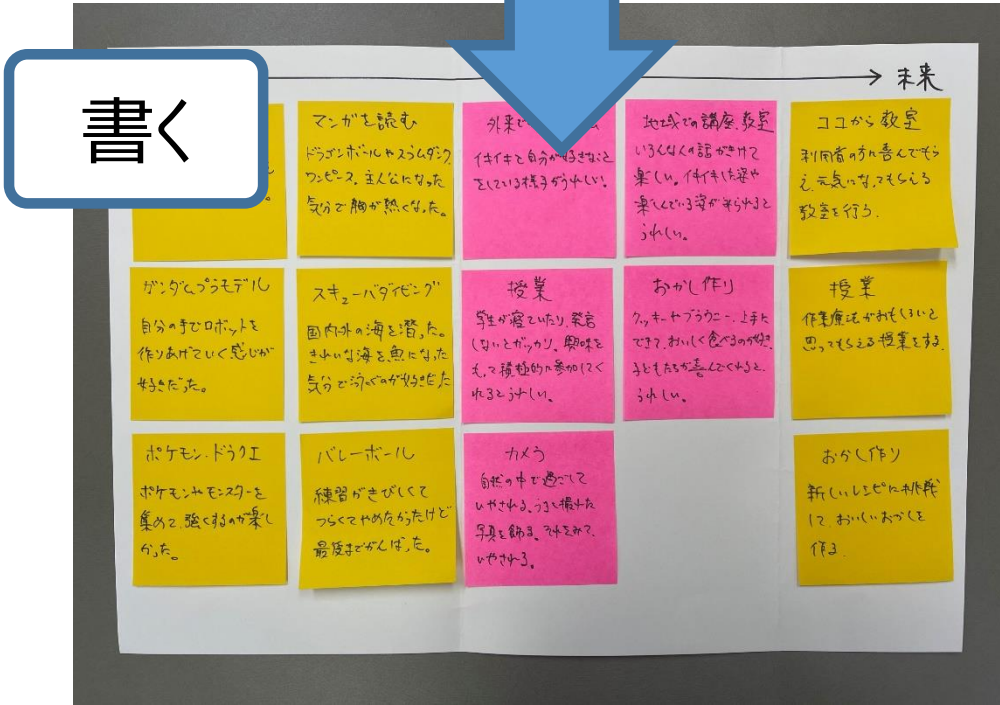 書く
未来
マンガを読む
ドラゴンボールやスラムダンク
ワンピース。主人公になった
気分で胸が熱くなった。
外来で
イキイキと自分が好きなこと
をしている様子がうれしい。
地域での講座、教室
いろんな人の話がきけて
楽しい。イキイキした姿や
楽しんでいる姿が見られると
うれしい。
ココから教室
利用者の方に喜んでもら
え、元気になってもらえる
教室を行う。
ガンダムプラモデル
自分の手でロボットを
作りあげていく感じが
好きだった。
スキューバダイビング
国内外の海を潜った。
きれいな海を魚になった
気分で泳ぐのが好きだった
授業
学生が寝ていたり、発言
しないとガッカリ。興味を
もって積極的に参加してく
れるとうれしい。
おかし作り
クッキーやブラウニー、上手に
できて、おいしく食べるのが好き.
子どもたちが喜んでくれると、
うれしい。
授業
作業療法がおもしろいと
思ってもらえる授業をする.
ポケモン・ドラクエ
ポケモンやモンスターを
集めて、強くするのが楽し
かった。
バレーボール
練習がきびしくて
つらくてやめたかったけど
最後までがんばった。
カメラ
自然の中で過ごして
いやされる。うまく撮れた
写真を飾る。それをみて、
いやされる。
おかし作り
新しいレシピに挑戦
して、おいしいおかしを
作る.